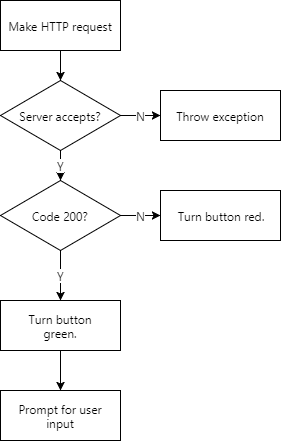 Make HTTP request
Server accepts?
N
Throw exception
Y
Code 200?
N
Turn button red.
Y
Turn button
green.
Prompt for user
input